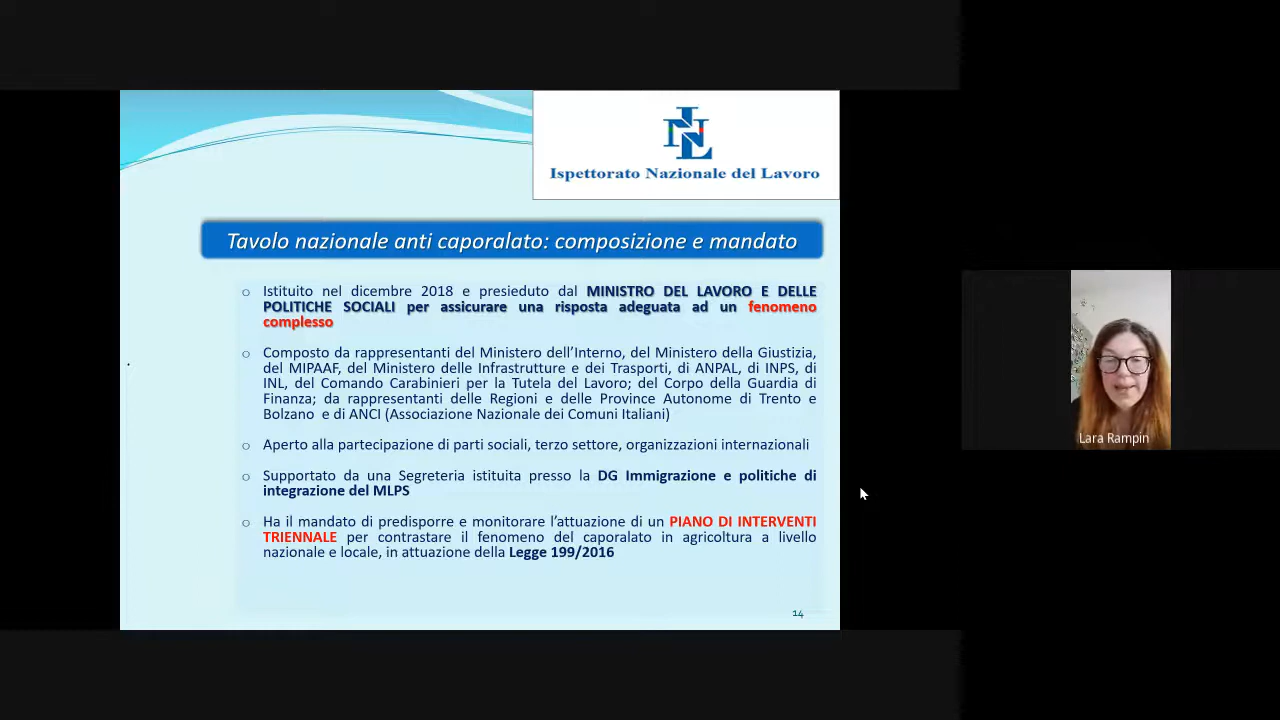 INL
Ispettorato Nazionale del Lavoro
Tavolo nazionale anti caporalato: composizione e mandato
o Istituito nel dicembre 2018 e presieduto dal MINISTRO DEL LAVORO E DELLE
POLITICHE SOCIALI per assicurare una risposta adeguata ad un fenomeno
complesso
o Composto da rappresentanti del Ministero dell'Interno, del Ministero della Giustizia,
del MIPAAF, del Ministero delle Infrastrutture e dei Trasporti, di ANPAL, di INPS, di
INL, del Comando Carabinieri per la Tutela del Lavoro; del Corpo della Guardia di
Finanza; da rappresentanti delle Regioni e delle Province Autonome di Trento e
Bolzano e di ANCI (Associazione Nazionale dei Comuni Italiani)
o Aperto alla partecipazione di parti sociali, terzo settore, organizzazioni internazionali
o Supportato da una Segreteria istituita presso la DG Immigrazione e politiche di
integrazione del MLPS
o Ha il mandato di predisporre e monitorare l'attuazione di un PIANO DI INTERVENTI
TRIENNALE per contrastare il fenomeno del caporalato in agricoltura a livello
nazionale e locale, in attuazione della Legge 199/2016
14
Lara Rampin